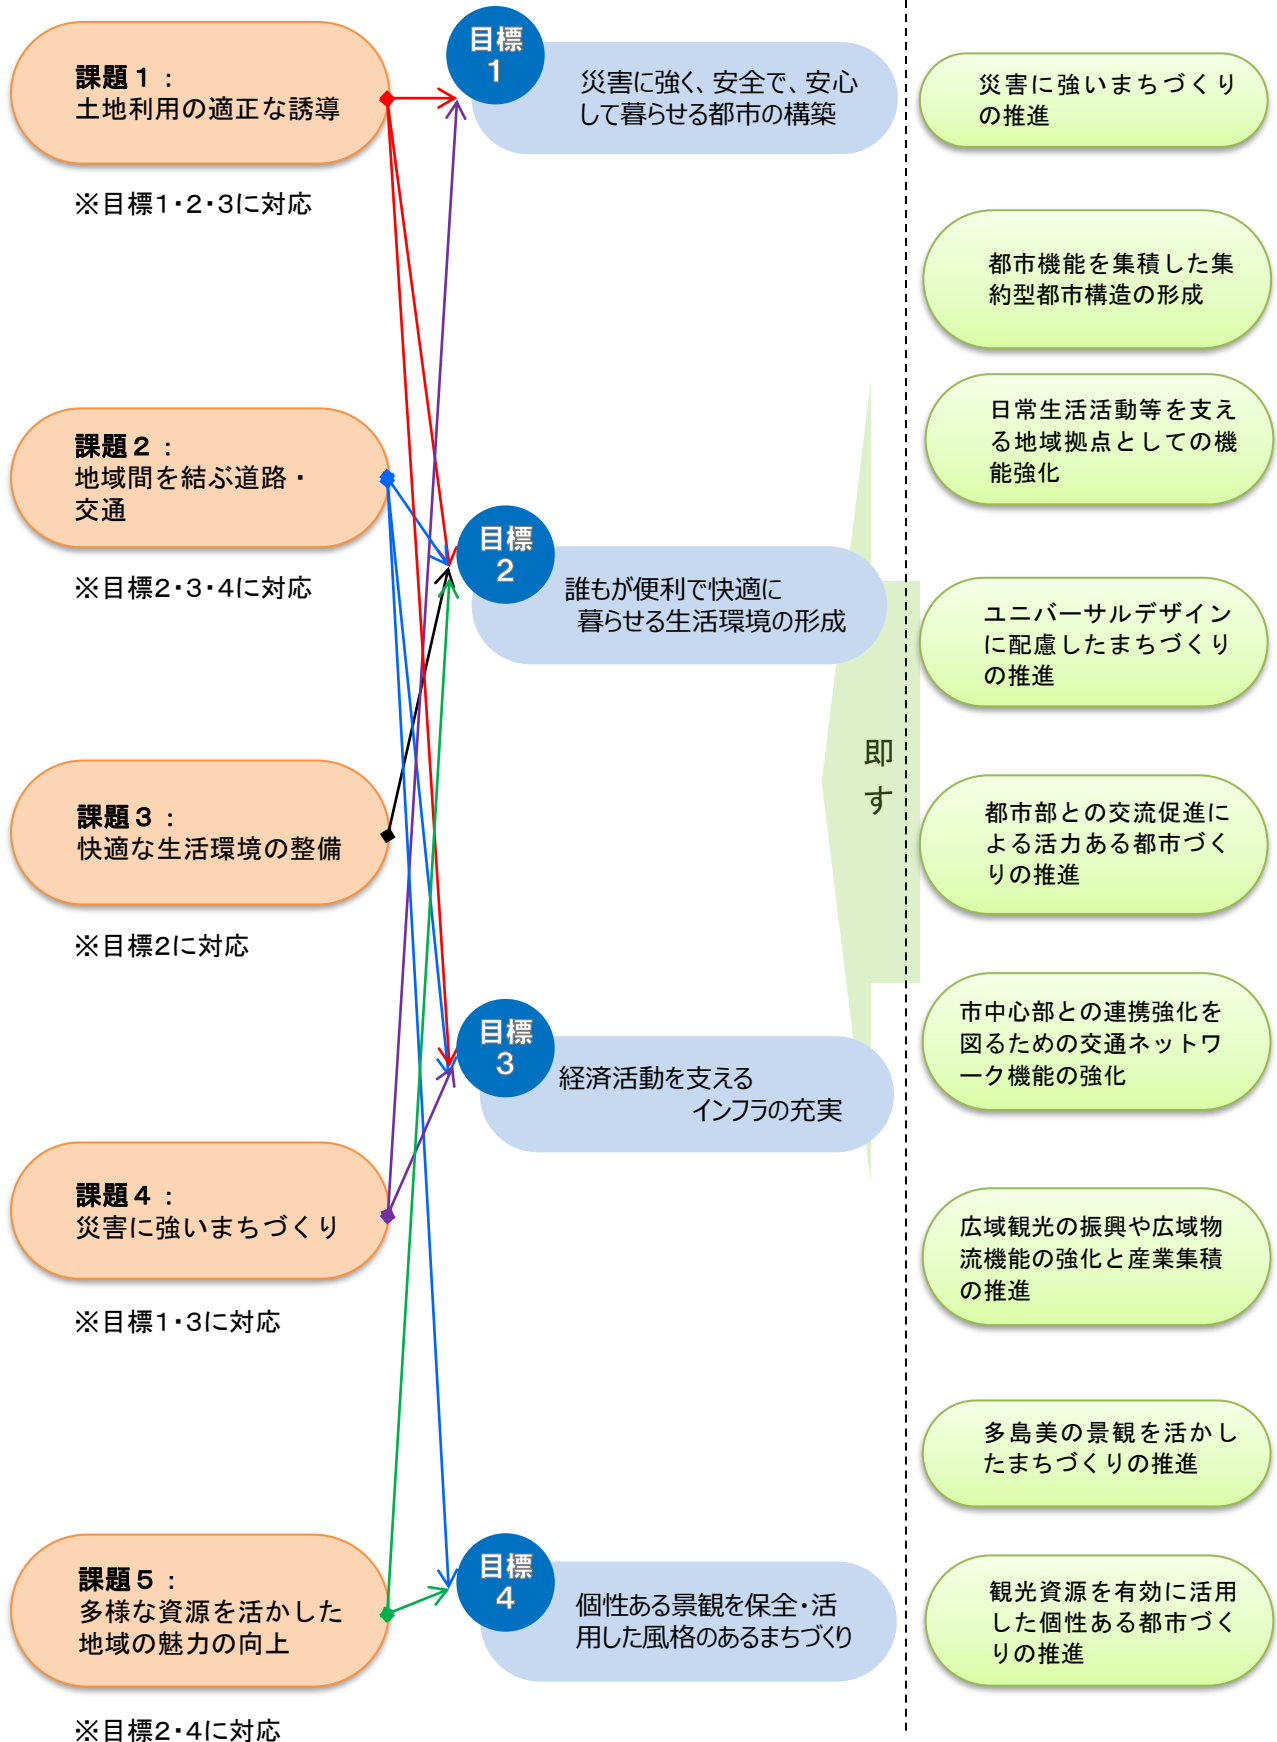 課題１：
土地利用の適正な誘導
※目標１・２・３に対応
課題２：
地域間を結ぶ道路・
交通
※目標２・３・４に対応
課題３：
快適な生活環境の整備
※目標２に対応
課題４：
災害に強いまちづくり
※目標１・３に対応
課題５：
多様な資源を活かした
地域の魅力の向上
※目標２・４に対応
目標
1
災害に強く、安全で、安心
して暮らせる都市の構築
目標
2
誰もが便利で快適に
暮らせる生活環境の形成
目標
3
経済活動を支える
インフラの充実
目標
4
個性ある景観を保全・活
用した風格のあるまちづくり
即
す
災害に強いまちづくり
の推進
都市機能を集積した集
約型都市構造の形成
日常生活活動等を支え
る地域拠点としての機
能強化
ユニバーサルデザイン
に配慮したまちづくり
の推進
都市部との交流促進に
よる活力ある都市づく
りの推進
市中心部との連携強化を
図るための交通ネットワ
ーク機能の強化
広域観光の振興や広域物
流機能の強化と産業集積
の推進
多島美の景観を活かし
たまちづくりの推進
観光資源を有効に活用
した個性ある都市づく
りの推進